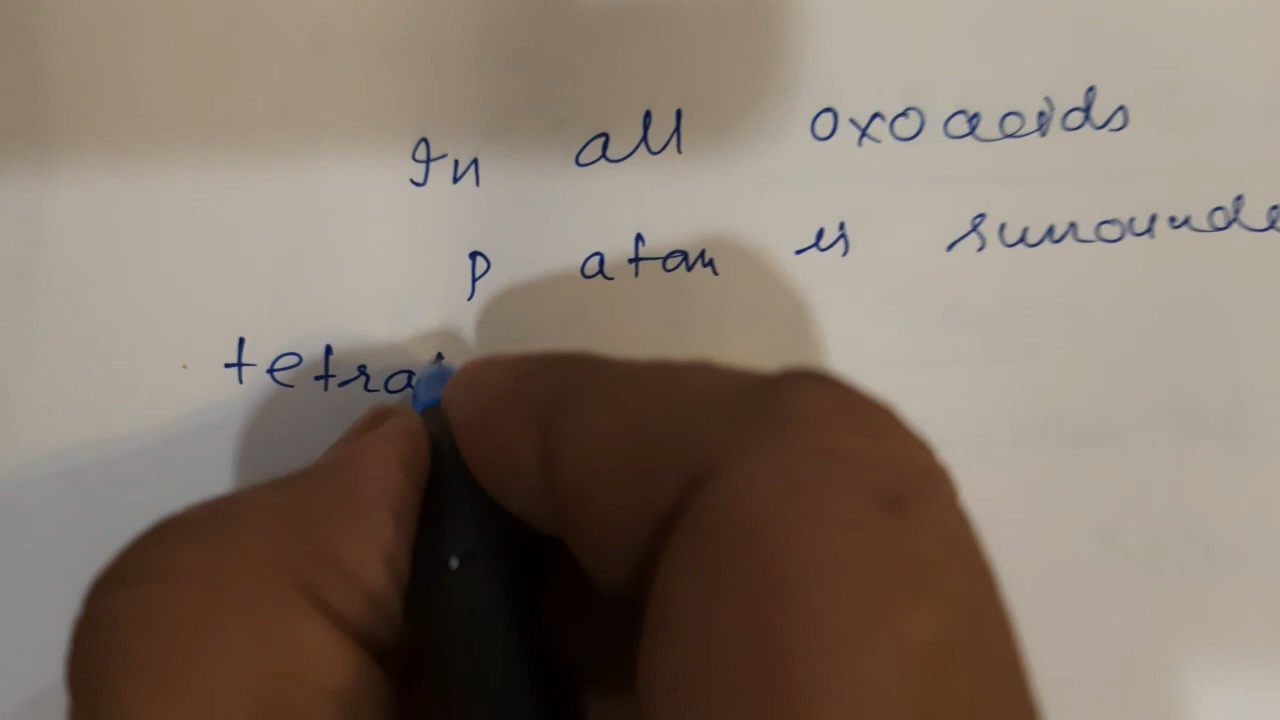 In all oxoacids
P atom is surrounde
tetra